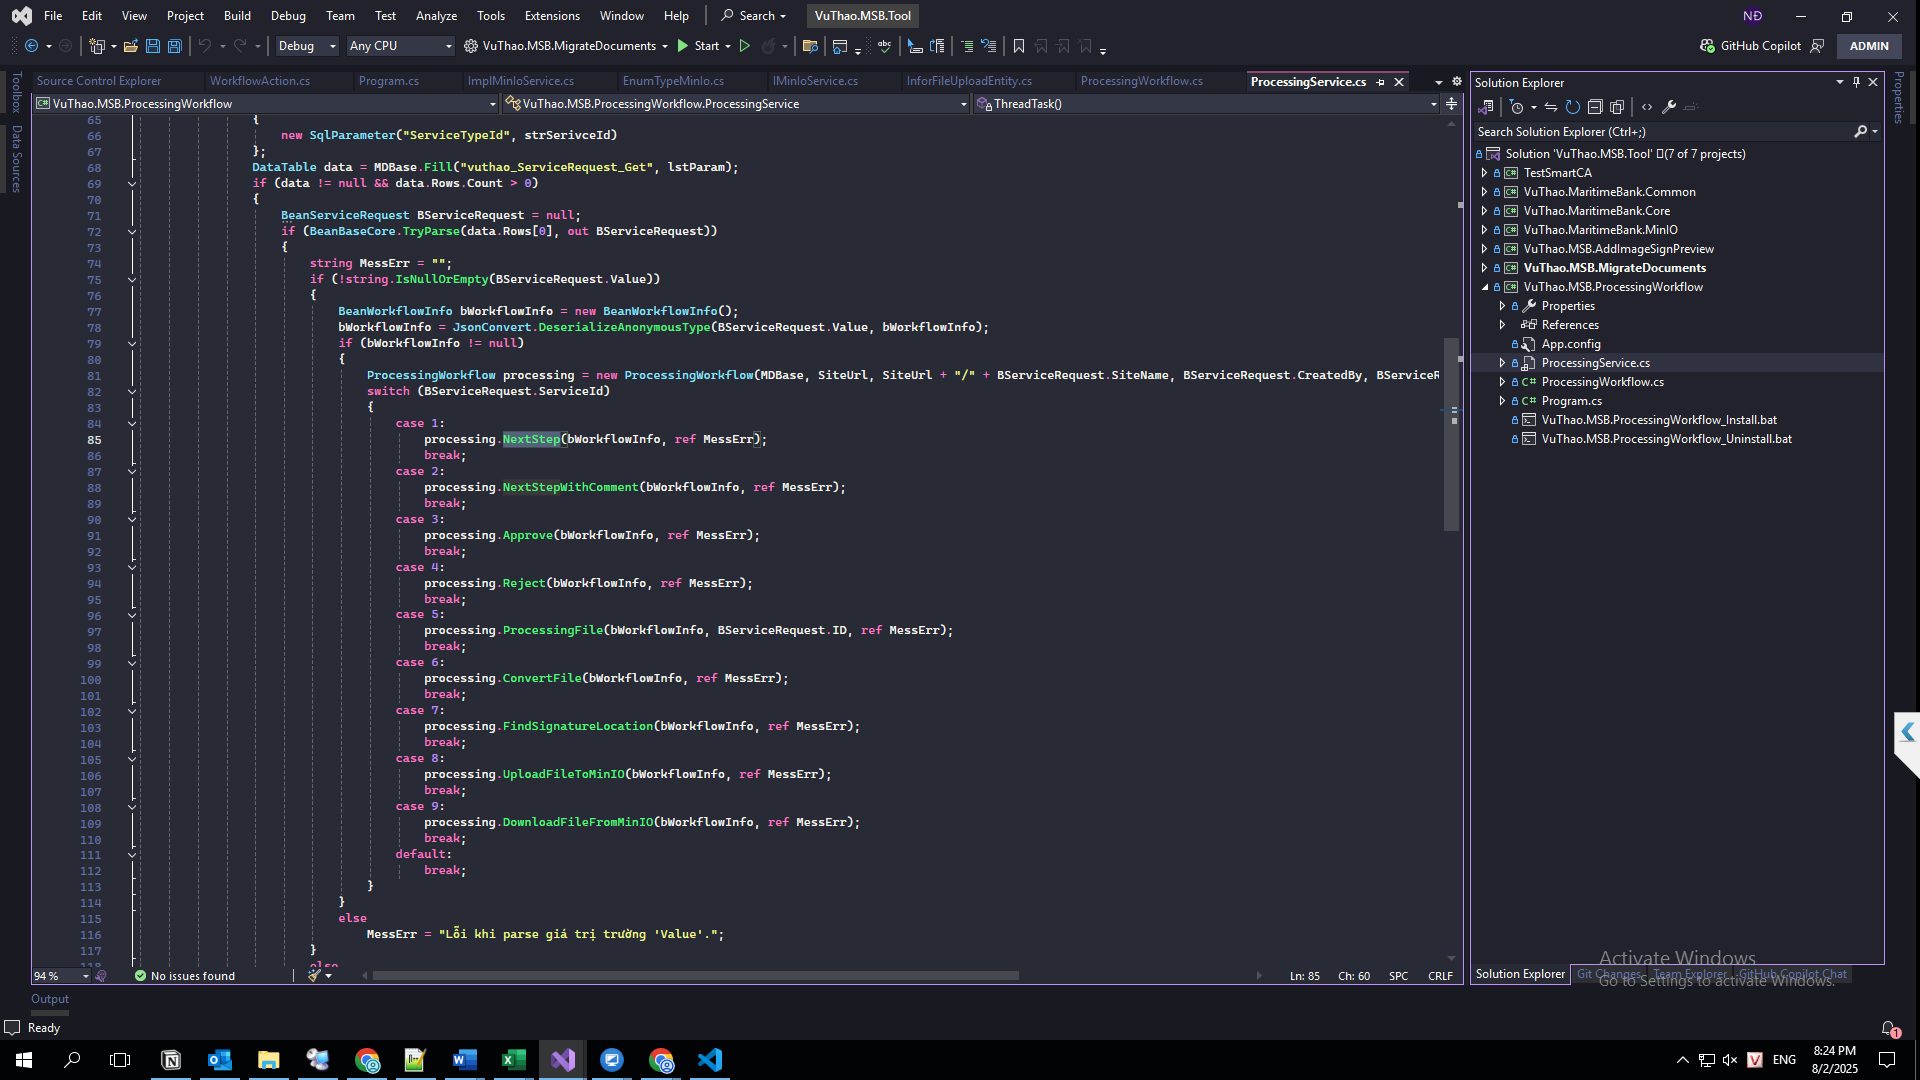 File Edit View Project Build Debug Team Test Analyze Tools Extensions Window Help Search VuThao.MSB.Tool NĐ
Debug Any CPU VuThao.MSB.MigrateDocuments Start GitHub Copilot ADMIN
Source Control Explorer WorkflowAction.cs Program.cs ImplMinIoService.cs EnumTypeMinIo.cs IMinIoService.cs InforFileUploadEntity.cs ProcessingWorkflow.cs ProcessingService.cs
VuThao.MSB.ProcessingWorkflow VuThao.MSB.ProcessingWorkflow.ProcessingService ThreadTask()
Toolbox
Data Sources
65 {
66 new SqlParameter("ServiceTypeId", strSerivceId)
67 };
68 DataTable data = MDBase.Fill("vuthao_ServiceRequest_Get", lstParam);
69 if (data != null && data.Rows.Count > 0)
70 {
71 BeanServiceRequest BServiceRequest = null;
72 if (BeanBaseCore.TryParse(data.Rows[0], out BServiceRequest))
73 {
74 string MessErr = "";
75 if (!string.IsNullOrEmpty(BServiceRequest.Value))
76 {
77 BeanWorkflowInfo bWorkflowInfo = new BeanWorkflowInfo();
78 bWorkflowInfo = JsonConvert.DeserializeAnonymousType(BServiceRequest.Value, bWorkflowInfo);
79 if (bWorkflowInfo != null)
80 {
81 ProcessingWorkflow processing = new ProcessingWorkflow(MDBase, SiteUrl, SiteUrl + "/" + BServiceRequest.SiteName, BServiceRequest.CreatedBy, BServiceR
82 switch (BServiceRequest.ServiceId)
83 {
84 case 1:
85 processing.NextStep(bWorkflowInfo, ref MessErr);
86 break;
87 case 2:
88 processing.NextStepWithComment(bWorkflowInfo, ref MessErr);
89 break;
90 case 3:
91 processing.Approve(bWorkflowInfo, ref MessErr);
92 break;
93 case 4:
94 processing.Reject(bWorkflowInfo, ref MessErr);
95 break;
96 case 5:
97 processing.ProcessingFile(bWorkflowInfo, BServiceRequest.ID, ref MessErr);
98 break;
99 case 6:
100 processing.ConvertFile(bWorkflowInfo, ref MessErr);
101 break;
102 case 7:
103 processing.FindSignatureLocation(bWorkflowInfo, ref MessErr);
104 break;
105 case 8:
106 processing.UploadFileToMinIO(bWorkflowInfo, ref MessErr);
107 break;
108 case 9:
109 processing.DownloadFileFromMinIO(bWorkflowInfo, ref MessErr);
110 break;
111 default:
112 break;
113 }
114 }
115 else
116 MessErr = "Lỗi khi parse giá trị trường 'Value'.";
117 }
118 else
94 % No issues found Ln: 85 Ch: 60 SPC CRLF
Solution Explorer
Search Solution Explorer (Ctrl+;)
Solution 'VuThao.MSB.Tool' (7 of 7 projects)
TestSmartCA
VuThao.MaritimeBank.Common
VuThao.MaritimeBank.Core
VuThao.MaritimeBank.MinIO
VuThao.MSB.AddImageSignPreview
VuThao.MSB.MigrateDocuments
VuThao.MSB.ProcessingWorkflow
Properties
References
App.config
ProcessingService.cs
ProcessingWorkflow.cs
Program.cs
VuThao.MSB.ProcessingWorkflow_Install.bat
VuThao.MSB.ProcessingWorkflow_Uninstall.bat
Properties
Activate Windows
Go to Settings to activate Windows.
Solution Explorer Git Changes Team Explorer GitHub Copilot Chat
Output
Ready
1
ENG
8:24 PM
8/2/2025